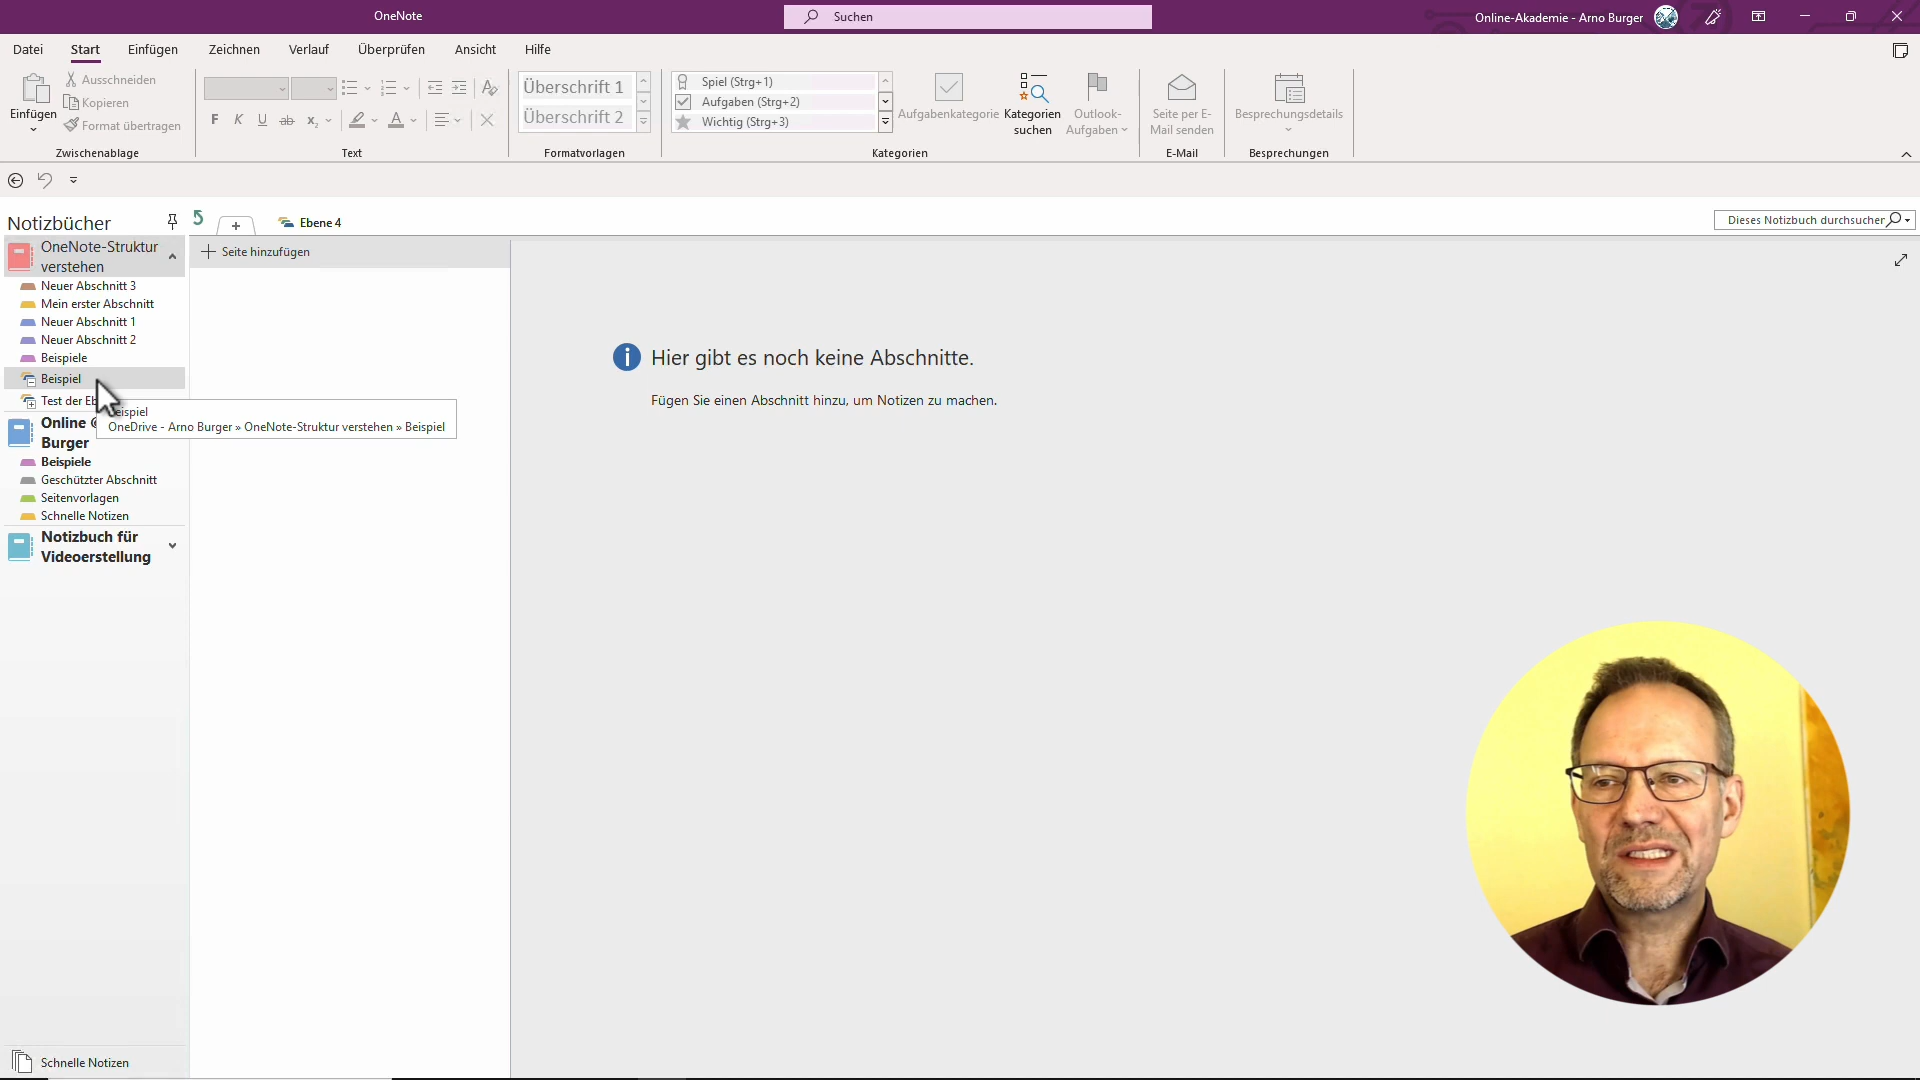 OneNote
Suchen
Online-Akademie - Arno Burger
Datei
Start
Einfügen
Zeichnen
Verlauf
Überprüfen
Ansicht
Hilfe
Einfügen
Ausschneiden
Kopieren
Format übertragen
Zwischenablage
F K U ab x
A
Text
Überschrift 1
Überschrift 2
Formatvorlagen
Spiel (Strg+1)
Aufgaben (Strg+2)
Wichtig (Strg+3)
Aufgabenkategorie
Kategorien
suchen
Outlook-
Aufgaben
Kategorien
Seite per E-
Mail senden
E-Mail
Besprechungsdetails
Besprechungen
Notizbücher
OneNote-Struktur
verstehen
Neuer Abschnitt 3
Mein erster Abschnitt
Neuer Abschnitt 1
Neuer Abschnitt 2
Beispiele
Beispiel
Test der
OneDrive - Arno Burger » OneNote-Struktur verstehen » Beispiel
Online
Burger
Beispiele
Geschützter Abschnitt
Seitenvorlagen
Schnelle Notizen
Notizbuch für
Videoerstellung
Schnelle Notizen
Ebene 4
Dieses Notizbuch durchsuchen
Seite hinzufügen
Hier gibt es noch keine Abschnitte.
Fügen Sie einen Abschnitt hinzu, um Notizen zu machen.